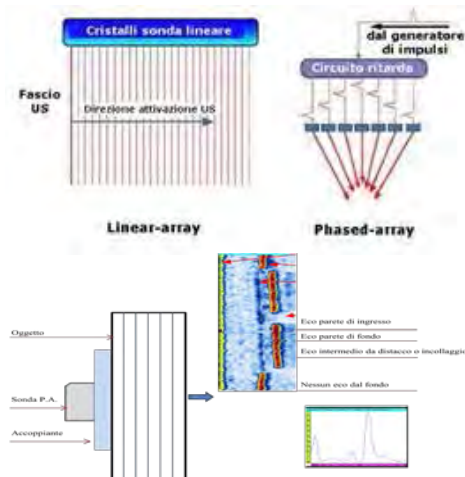 Cristalli sonda lineare
Fascio
US
Direzione attivazione US
Linear-array
dal generatore
di impulsi
Circuito ritardo
Phased-array
Oggetto
Sonda P.A.
Accoppiante
Eco parete di ingresso
Eco parete di fondo
Eco intermedio da distacco o incollaggio
Nessun eco dal fondo